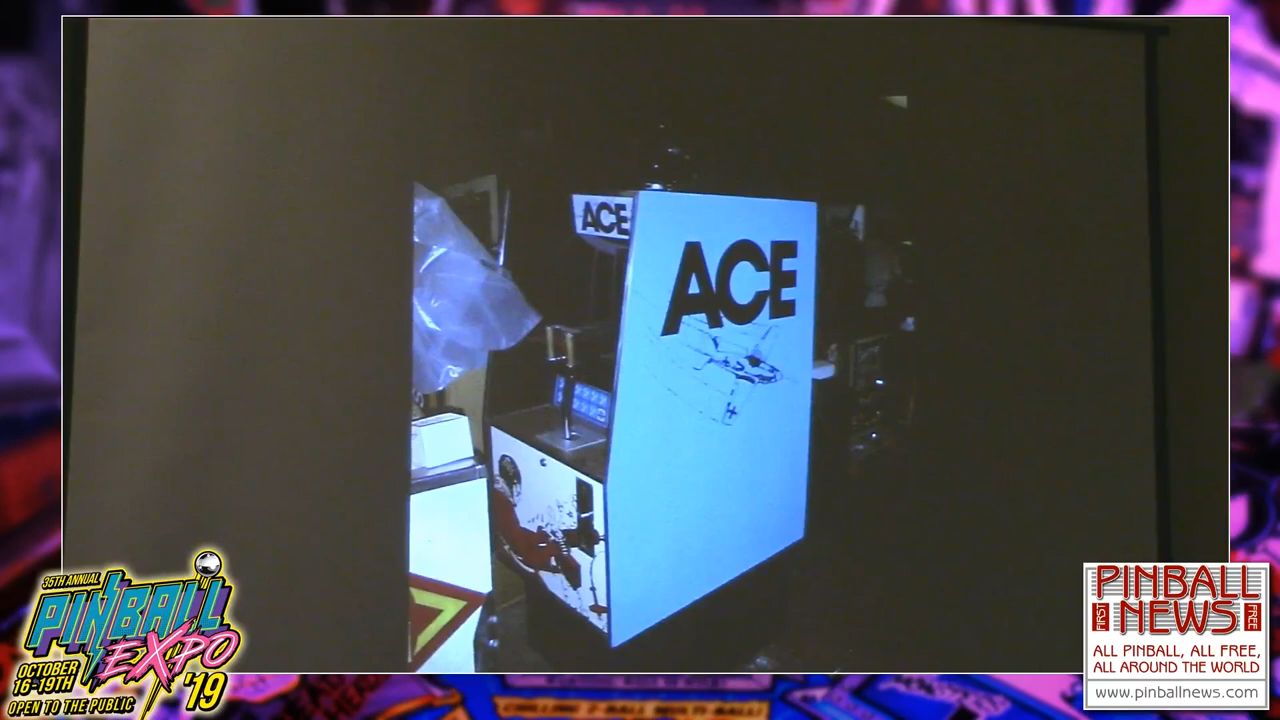 ACE
ACE
35TH ANNUAL
PINBALL
EXPO
OCTOBER
16-19TH
'19
OPEN TO THE PUBLIC
PINBALL
FIRST NEWS FREE
ALL PINBALL, ALL FREE,
ALL AROUND THE WORLD
www.pinballnews.com